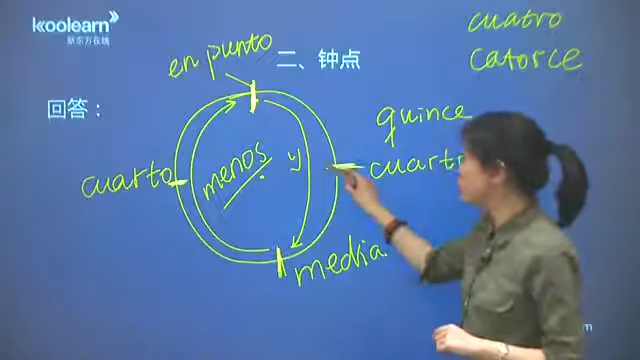 koolearn
新东方在线
cuatro
catorce
en punto
二、钟点
回答：
quince
cuarto
menos
y
cuarto
media.